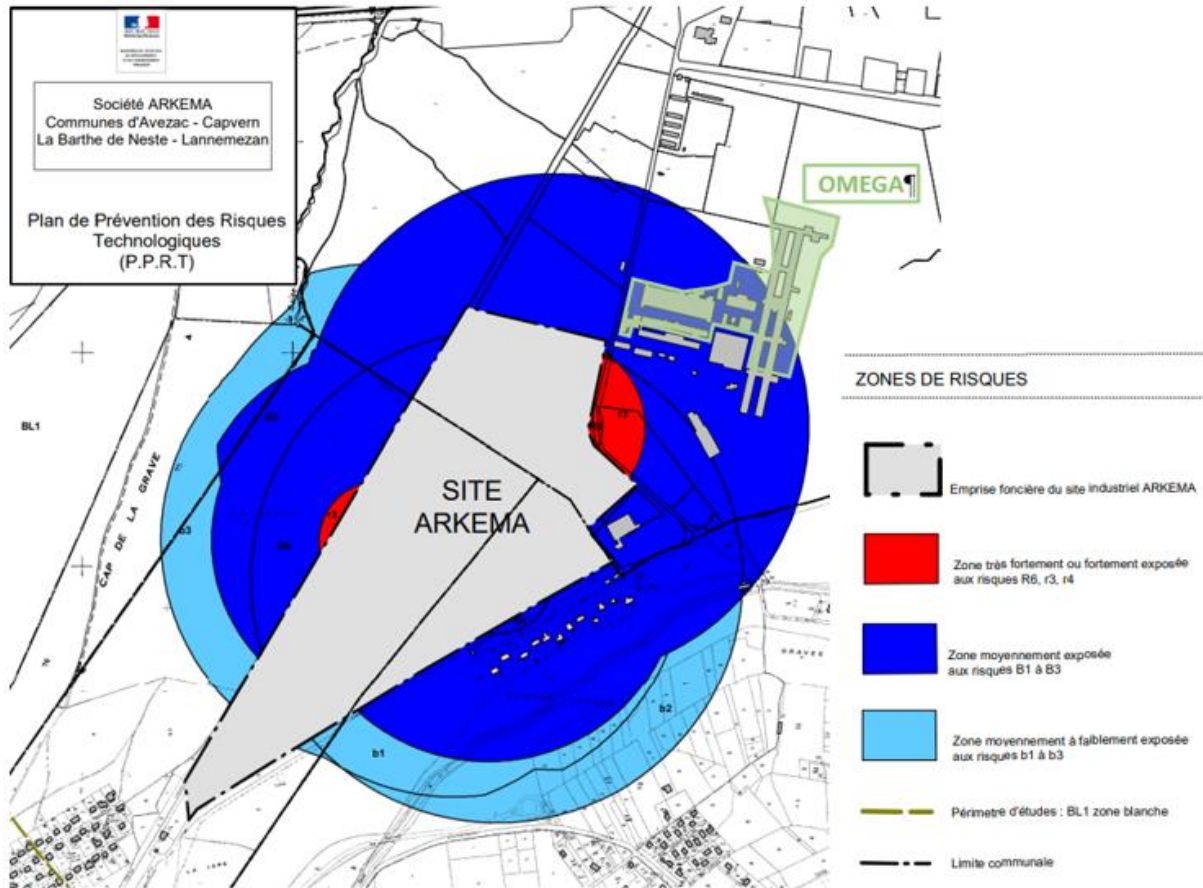 Société ARKEMA
Communes d'Avezac - Capvern
La Barthe de Neste - Lannemezan
Plan de Prévention des Risques
Technologiques
(P.P.R.T)
OMEGA¶
BL1
CAP DE LA GRAVE
A
76
b3
r3
SITE
ARKEMA
b1
b2
GRAVES
ZONES DE RISQUES
Emprise foncière du site industriel ARKEMA
Zone très fortement ou fortement exposée
aux risques R6, r3, r4
Zone moyennement exposée
aux risques B1 à B3
Zone moyennement à faiblement exposée
aux risques b1 à b3
Périmetre d'études : BL1 zone blanche
Limite communale